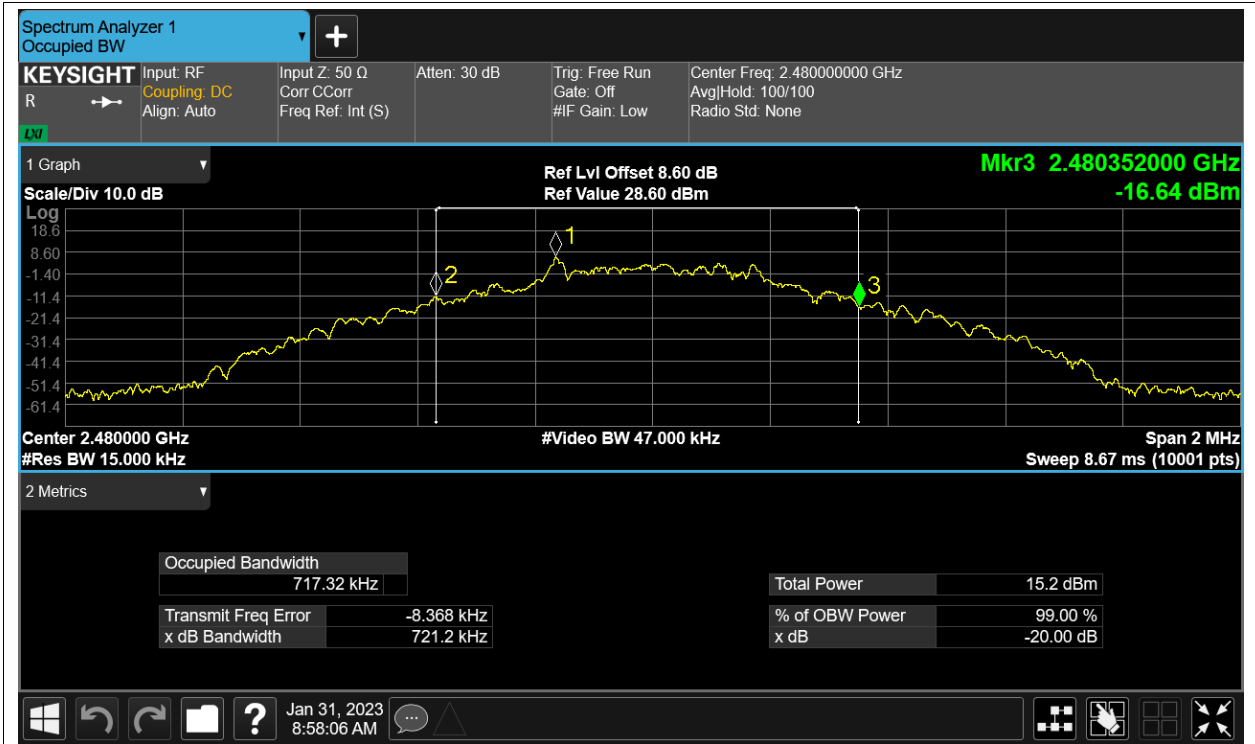 Spectrum Analyzer 1
Occupied BW
KEYSIGHT
R
LXI
Input: RF
Coupling: DC
Align: Auto
Input Z: 50 Ω
Corr CCorr
Freq Ref: Int (S)
Atten: 30 dB
Trig: Free Run
Gate: Off
#IF Gain: Low
Center Freq: 2.480000000 GHz
Avg|Hold: 100/100
Radio Std: None
1 Graph
Scale/Div 10.0 dB
Ref Lvl Offset 8.60 dB
Ref Value 28.60 dBm
Mkr3 2.480352000 GHz
-16.64 dBm
Log
18.6
8.60
-1.40
-11.4
-21.4
-31.4
-41.4
-51.4
-61.4
1
2
3
Center 2.480000 GHz
#Res BW 15.000 kHz
#Video BW 47.000 kHz
Span 2 MHz
Sweep 8.67 ms (10001 pts)
2 Metrics
Occupied Bandwidth
717.32 kHz
Transmit Freq Error -8.368 kHz
x dB Bandwidth 721.2 kHz
Total Power 15.2 dBm
% of OBW Power 99.00 %
x dB -20.00 dB
?
Jan 31, 2023
8:58:06 AM